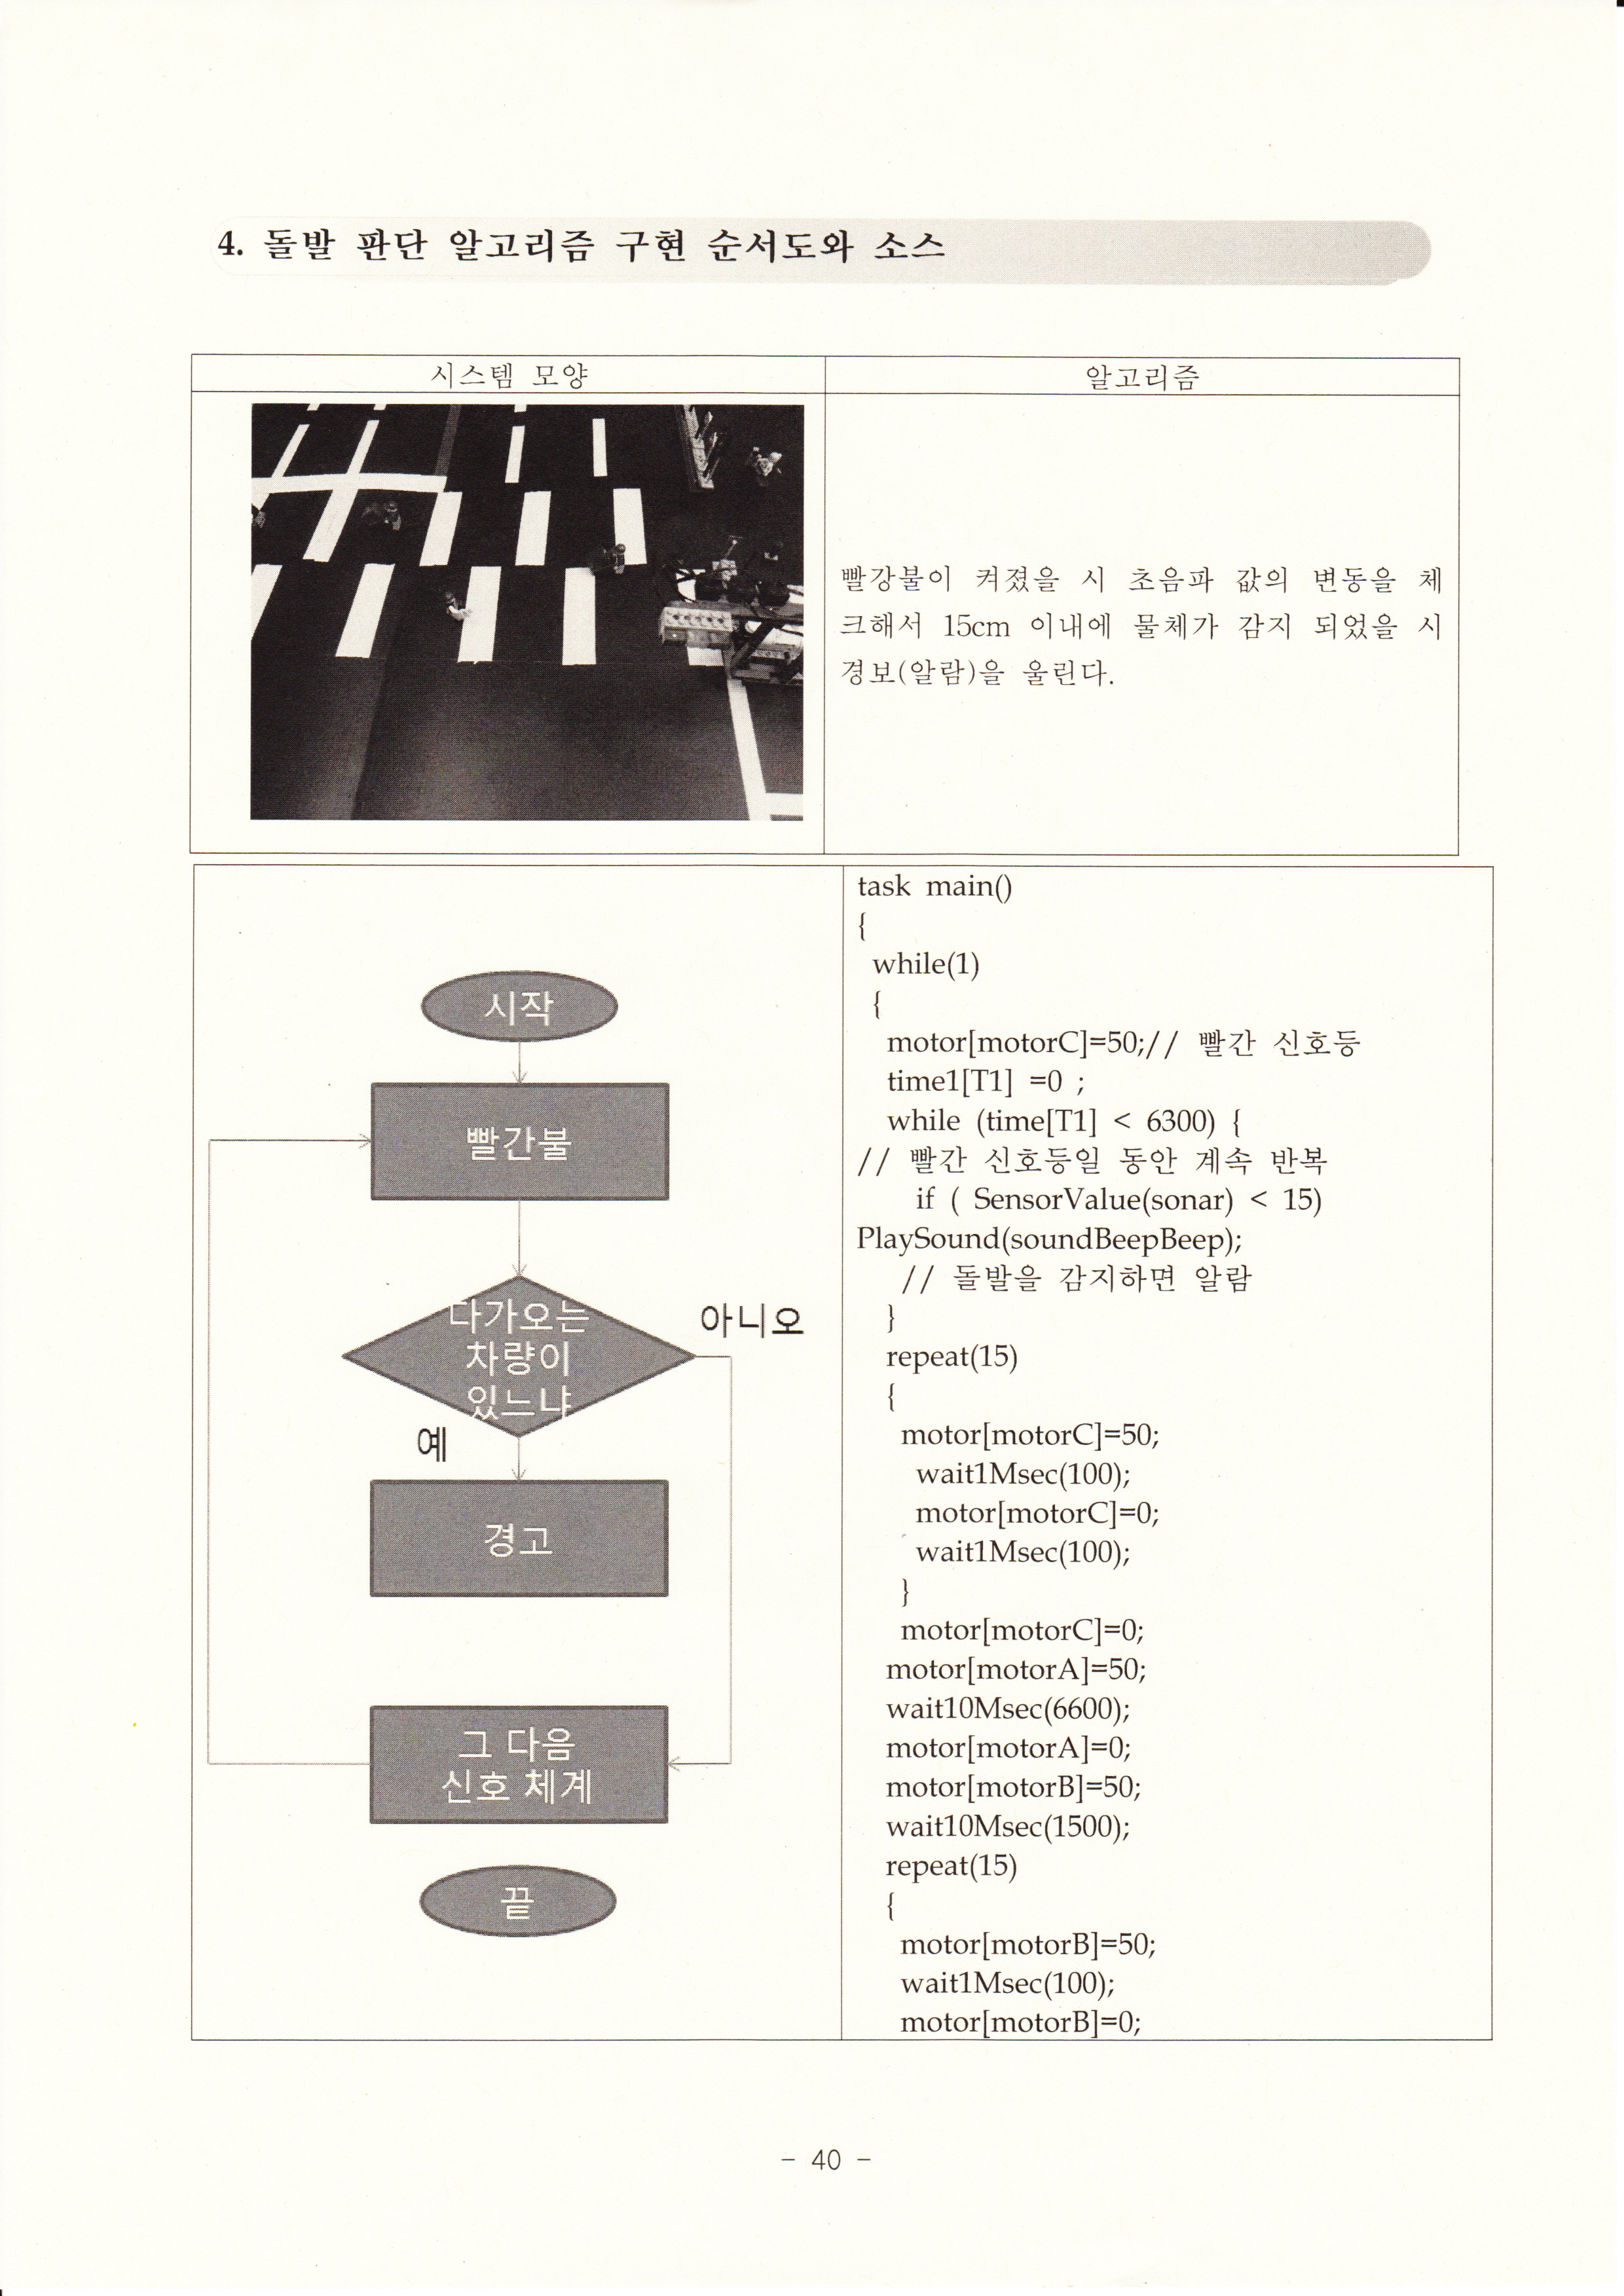 4. 돌발 판단 알고리즘 구현 순서도와 소스
시스템 모양
알고리즘
빨강불이 켜졌을 시 초음파 값의 변동을 체
크해서 15cm 이내에 물체가 감지 되었을 시
경보(알람)을 울린다.
시작
빨간불
다가오는
차량이
있느냐
아니오
예
경고
그 다음
신호 체계
끝
task main()
{
while(1)
{
motor[motorC]=50;// 빨간 신호등
time1[T1] =0 ;
while (time[T1] < 6300) {
// 빨간 신호등일 동안 계속 반복
if ( SensorValue(sonar) < 15)
PlaySound(soundBeepBeep);
// 돌발을 감지하면 알람
}
repeat(15)
{
motor[motorC]=50;
wait1Msec(100);
motor[motorC]=0;
wait1Msec(100);
}
motor[motorC]=0;
motor[motorA]=50;
wait10Msec(6600);
motor[motorA]=0;
motor[motorB]=50;
wait10Msec(1500);
repeat(15)
{
motor[motorB]=50;
wait1Msec(100);
motor[motorB]=0;
- 40 -